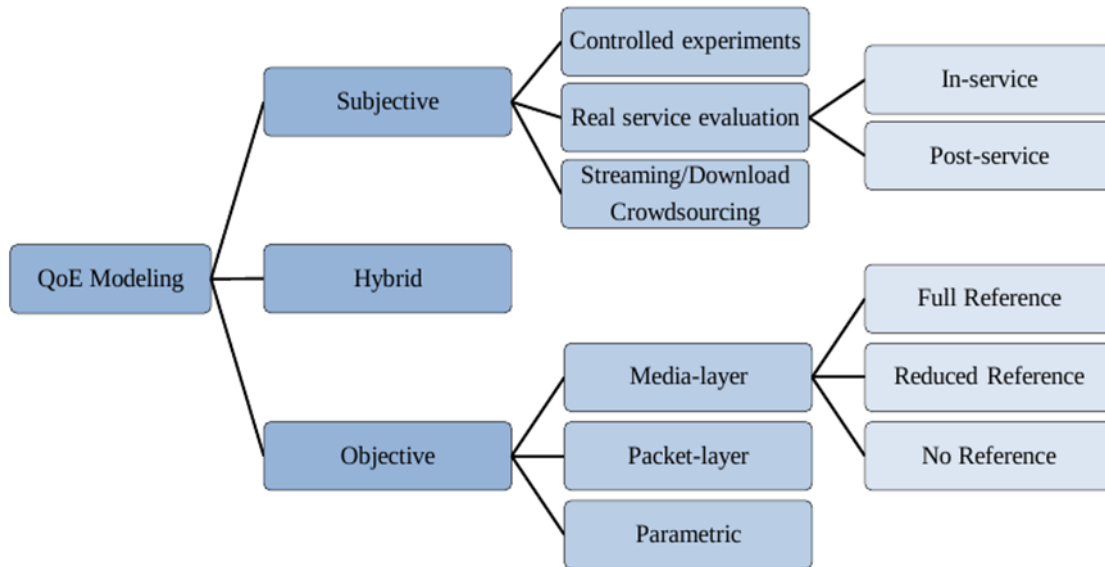 Controlled experiments
In-service
Subjective
Real service evaluation
Post-service
Streaming/Download
Crowdsourcing
QoE Modeling
Hybrid
Full Reference
Media-layer
Reduced Reference
Objective
Packet-layer
No Reference
Parametric